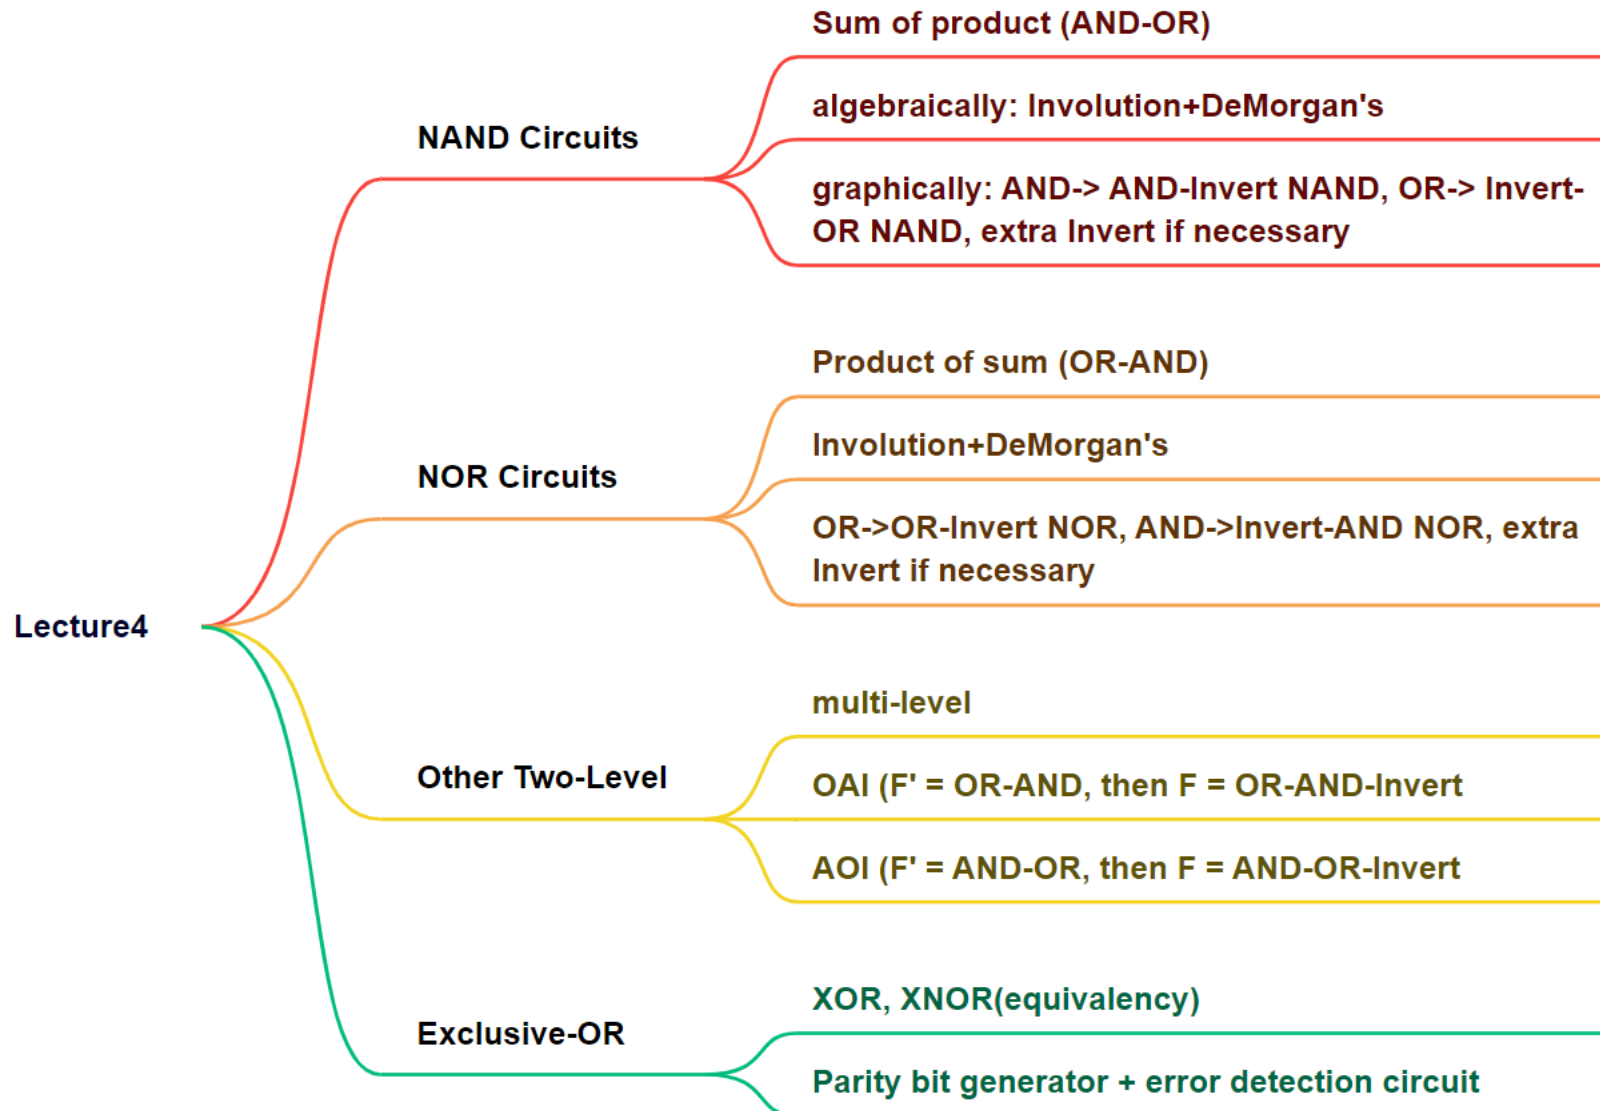 Lecture4
NAND Circuits
Sum of product (AND-OR)
algebraically: Involution+DeMorgan's
graphically: AND-> AND-Invert NAND, OR-> Invert-
OR NAND, extra Invert if necessary
NOR Circuits
Product of sum (OR-AND)
Involution+DeMorgan's
OR->OR-Invert NOR, AND->Invert-AND NOR, extra
Invert if necessary
Other Two-Level
multi-level
OAI (F' = OR-AND, then F = OR-AND-Invert
AOI (F' = AND-OR, then F = AND-OR-Invert
Exclusive-OR
XOR, XNOR(equivalency)
Parity bit generator + error detection circuit